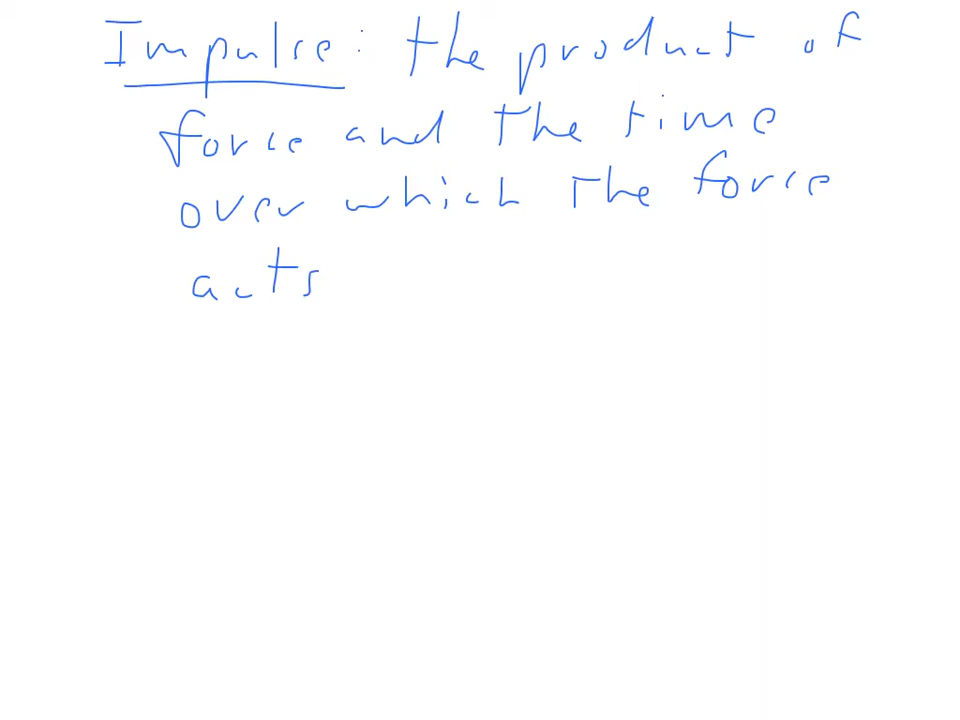 Impulse: the product of
force and the time
over which the force
acts